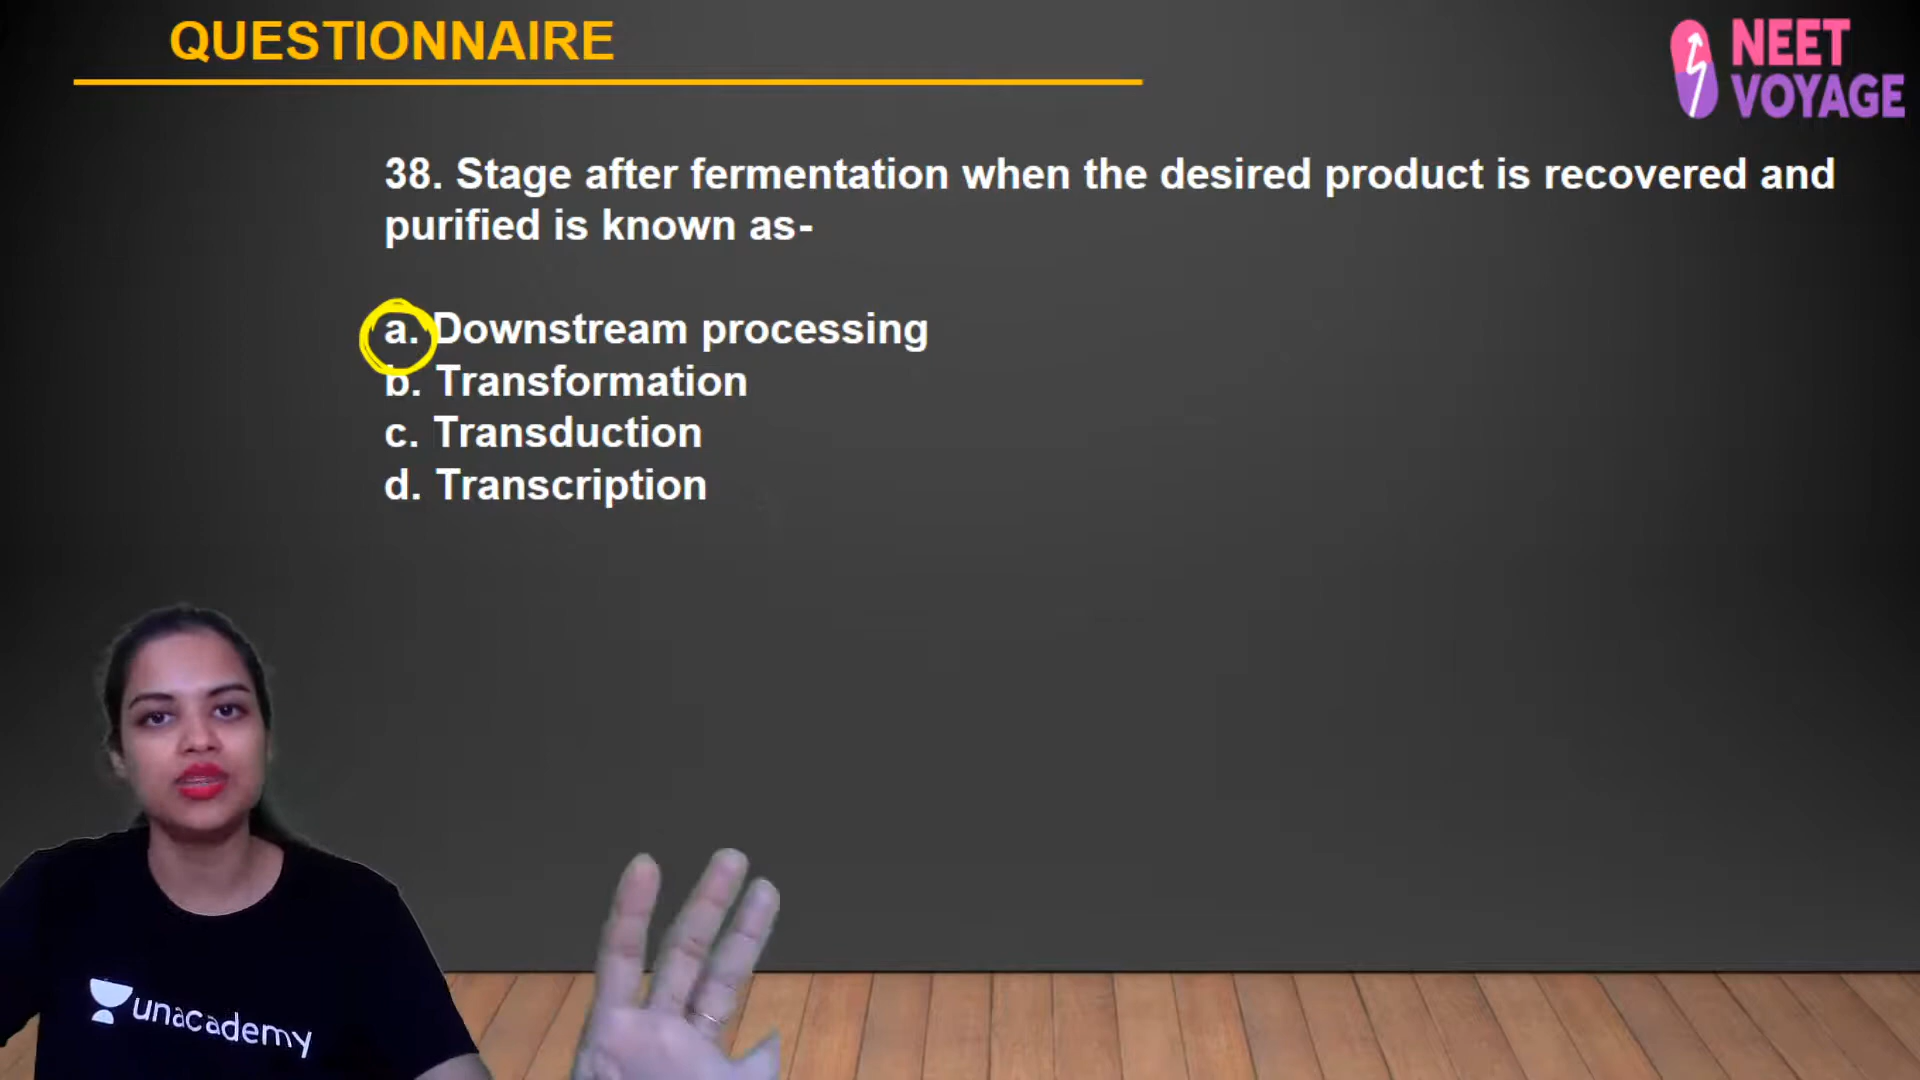 QUESTIONNAIRE
NEET
VOYAGE
38. Stage after fermentation when the desired product is recovered and
purified is known as-
a. Downstream processing
b. Transformation
c. Transduction
d. Transcription
unacademy